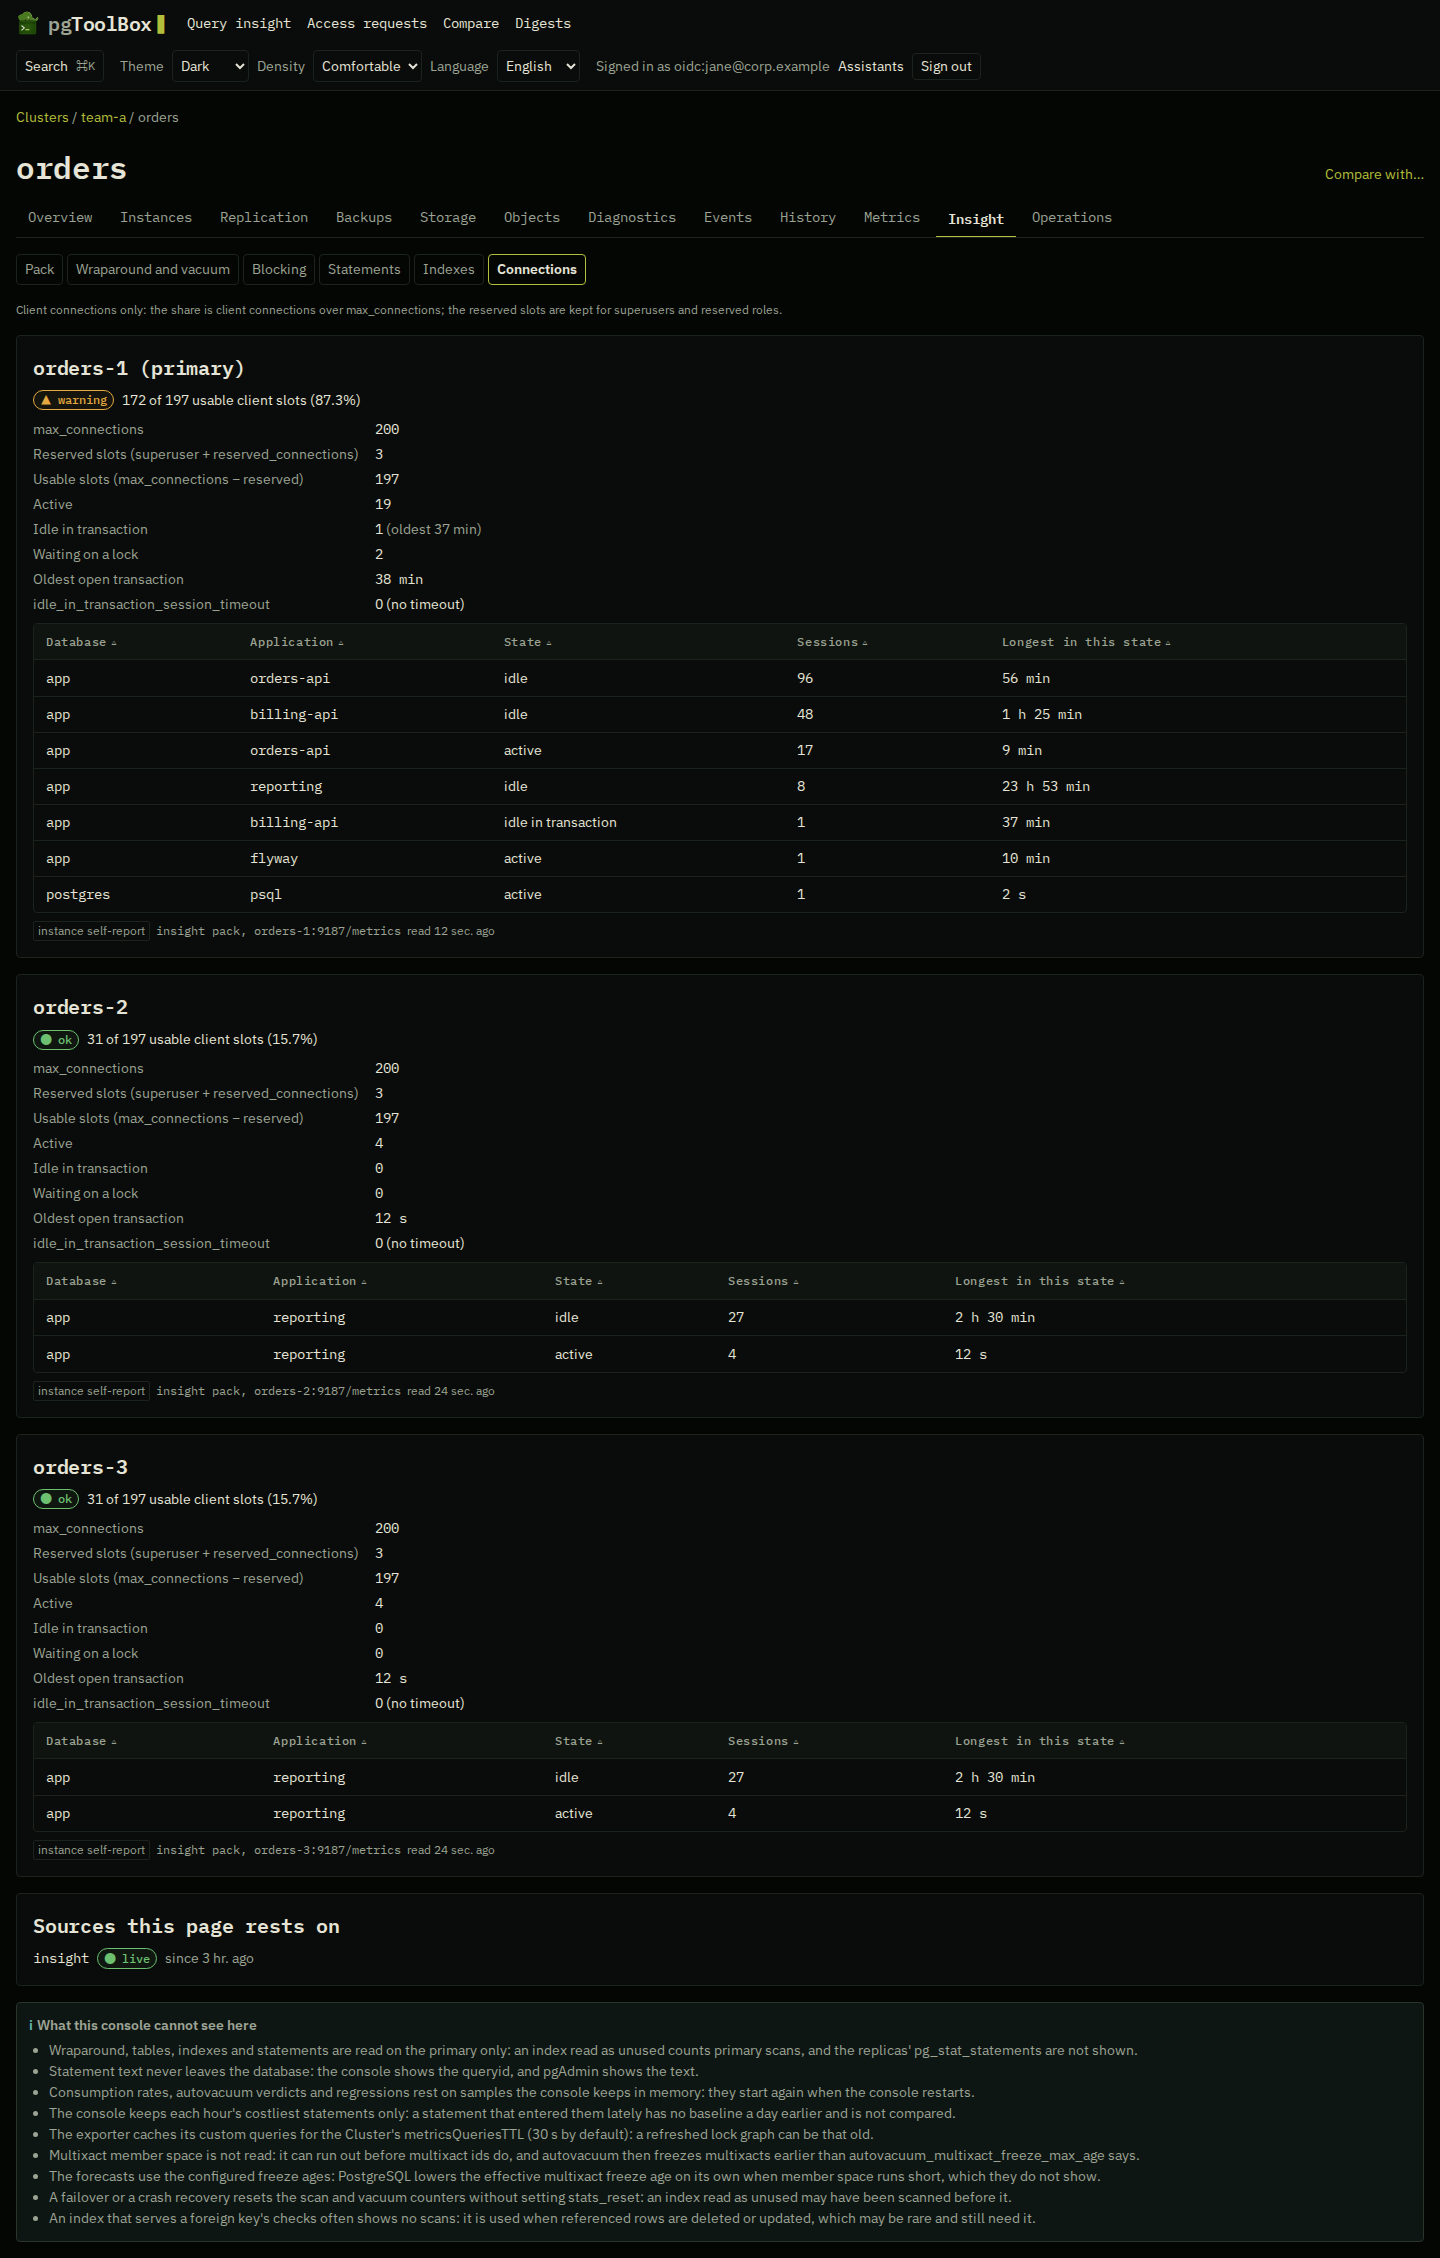 pgToolBox Query insight Access requests Compare Digests
Search ⌘K Theme Dark Density Comfortable Language English Signed in as oidc:jane@corp.example Assistants Sign out
Clusters / team-a / orders
orders
Compare with...
Overview Instances Replication Backups Storage Objects Diagnostics Events History Metrics Insight Operations
Pack Wraparound and vacuum Blocking Statements Indexes Connections
Client connections only: the share is client connections over max_connections; the reserved slots are kept for superusers and reserved roles.
orders-1 (primary)
▲ warning 172 of 197 usable client slots (87.3%)
max_connections 200
Reserved slots (superuser + reserved_connections) 3
Usable slots (max_connections − reserved) 197
Active 19
Idle in transaction 1 (oldest 37 min)
Waiting on a lock 2
Oldest open transaction 38 min
idle_in_transaction_session_timeout 0 (no timeout)
Database Application State Sessions Longest in this state
app orders-api idle 96 56 min
app billing-api idle 48 1 h 25 min
app orders-api active 17 9 min
app reporting idle 8 23 h 53 min
app billing-api idle in transaction 1 37 min
app flyway active 1 10 min
postgres psql active 1 2 s
instance self-report insight pack, orders-1:9187/metrics read 12 sec. ago
orders-2
● ok 31 of 197 usable client slots (15.7%)
max_connections 200
Reserved slots (superuser + reserved_connections) 3
Usable slots (max_connections − reserved) 197
Active 4
Idle in transaction 0
Waiting on a lock 0
Oldest open transaction 12 s
idle_in_transaction_session_timeout 0 (no timeout)
Database Application State Sessions Longest in this state
app reporting idle 27 2 h 30 min
app reporting active 4 12 s
instance self-report insight pack, orders-2:9187/metrics read 24 sec. ago
orders-3
● ok 31 of 197 usable client slots (15.7%)
max_connections 200
Reserved slots (superuser + reserved_connections) 3
Usable slots (max_connections − reserved) 197
Active 4
Idle in transaction 0
Waiting on a lock 0
Oldest open transaction 12 s
idle_in_transaction_session_timeout 0 (no timeout)
Database Application State Sessions Longest in this state
app reporting idle 27 2 h 30 min
app reporting active 4 12 s
instance self-report insight pack, orders-3:9187/metrics read 24 sec. ago
Sources this page rests on
insight ● live since 3 hr. ago
i What this console cannot see here
• Wraparound, tables, indexes and statements are read on the primary only: an index read as unused counts primary scans, and the replicas' pg_stat_statements are not shown.
• Statement text never leaves the database: the console shows the queryid, and pgAdmin shows the text.
• Consumption rates, autovacuum verdicts and regressions rest on samples the console keeps in memory: they start again when the console restarts.
• The console keeps each hour's costliest statements only: a statement that entered them lately has no baseline a day earlier and is not compared.
• The exporter caches its custom queries for the Cluster's metricsQueriesTTL (30 s by default): a refreshed lock graph can be that old.
• Multixact member space is not read: it can run out before multixact ids do, and autovacuum then freezes multixacts earlier than autovacuum_multixact_freeze_max_age says.
• The forecasts use the configured freeze ages: PostgreSQL lowers the effective multixact freeze age on its own when member space runs short, which they do not show.
• A failover or a crash recovery resets the scan and vacuum counters without setting stats_reset: an index read as unused may have been scanned before it.
• An index that serves a foreign key's checks often shows no scans: it is used when referenced rows are deleted or updated, which may be rare and still need it.